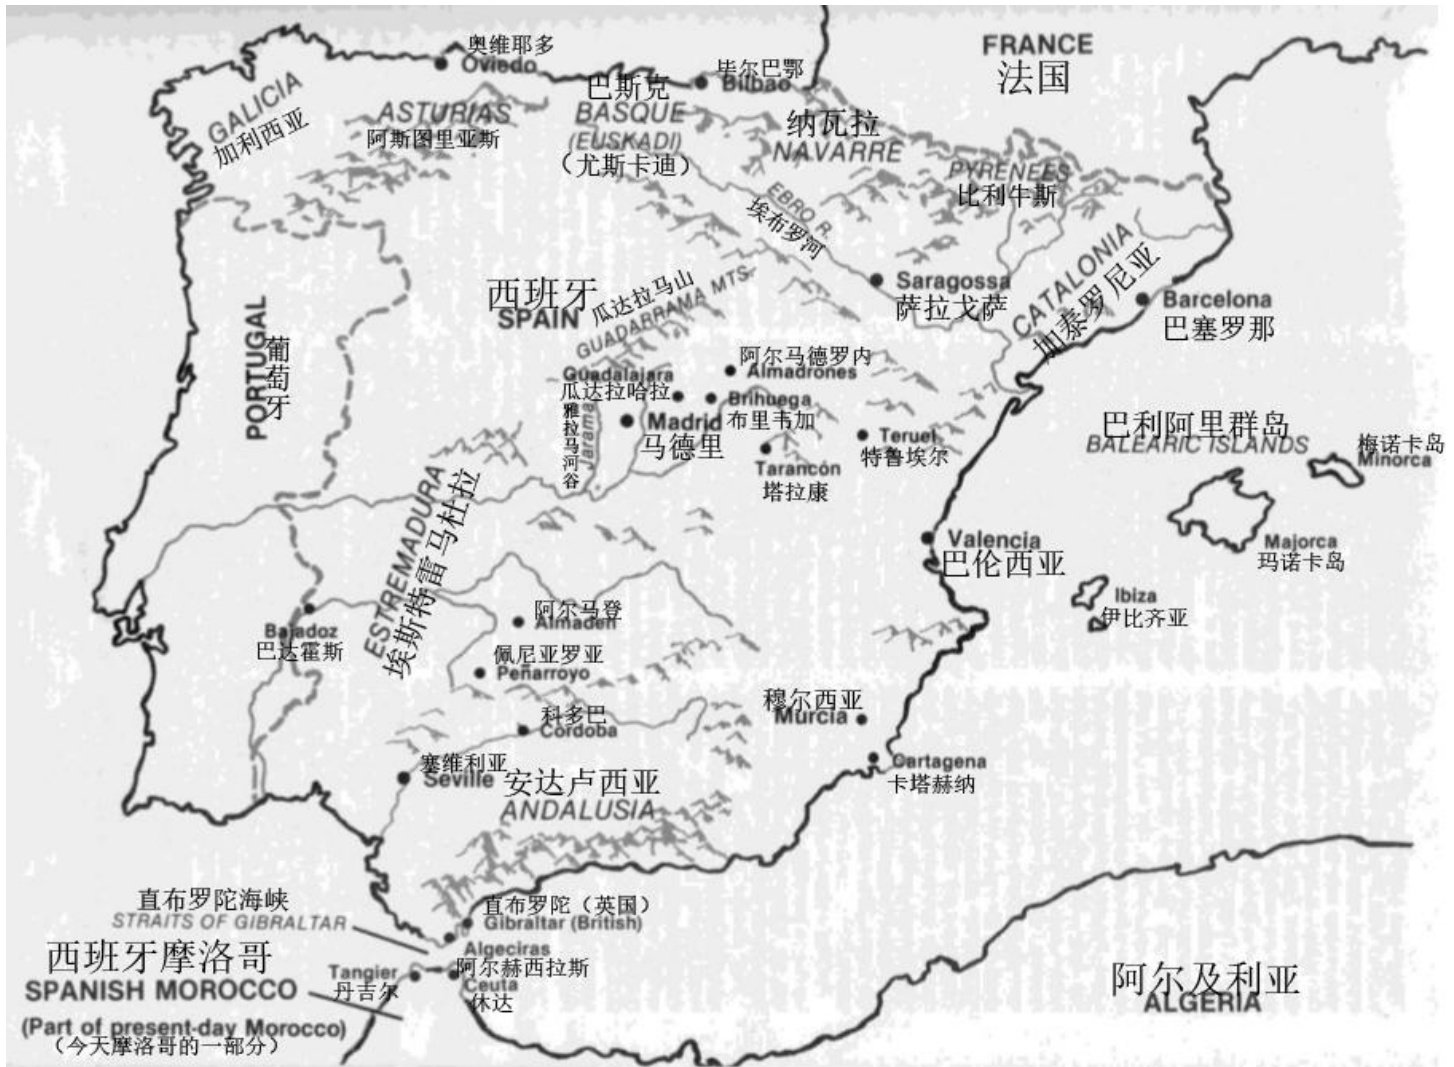 奥维耶多
Oviedo
毕尔巴鄂
Bilbao
FRANCE
法国
GALICIA
加利西亚
ASTURIAS
阿斯图里亚斯
巴斯克
BASQUE
(EUSKADI)
（尤斯卡迪）
纳瓦拉
NAVARRE
PYRENEES
比利牛斯
EBRO R.
埃布罗河
CATALONIA
加泰罗尼亚
Saragossa
萨拉戈萨
Barcelona
巴塞罗那
西班牙
SPAIN
瓜达拉马山
GUADARRAMA MTS.
PORTUGAL
葡萄牙
阿尔马德罗内
Almadrones
Guadalajara
瓜达拉哈拉
Brihuega
布里韦加
雅拉马河谷
Jarama
Madrid
马德里
Teruel
特鲁埃尔
Tarancón
塔拉康
巴利阿里群岛
BALEARIC ISLANDS
梅诺卡岛
Minorca
Majorca
玛诺卡岛
Ibiza
伊比齐亚
Valencia
巴伦西亚
ESTREMADURA
埃斯特雷马杜拉
Bajadoz
巴达霍斯
阿尔马登
Almaden
佩尼亚罗亚
Peñarroyo
科多巴
Cordoba
穆尔西亚
Murcia
Cartagena
卡塔赫纳
塞维利亚
Seville
安达卢西亚
ANDALUSIA
直布罗陀海峡
STRAITS OF GIBRALTAR
直布罗陀（英国）
Gibraltar (British)
Algeciras
阿尔赫西拉斯
Ceuta
休达
Tangier
丹吉尔
西班牙摩洛哥
SPANISH MOROCCO
(Part of present-day Morocco)
（今天摩洛哥的一部分）
阿尔及利亚
ALGERIA